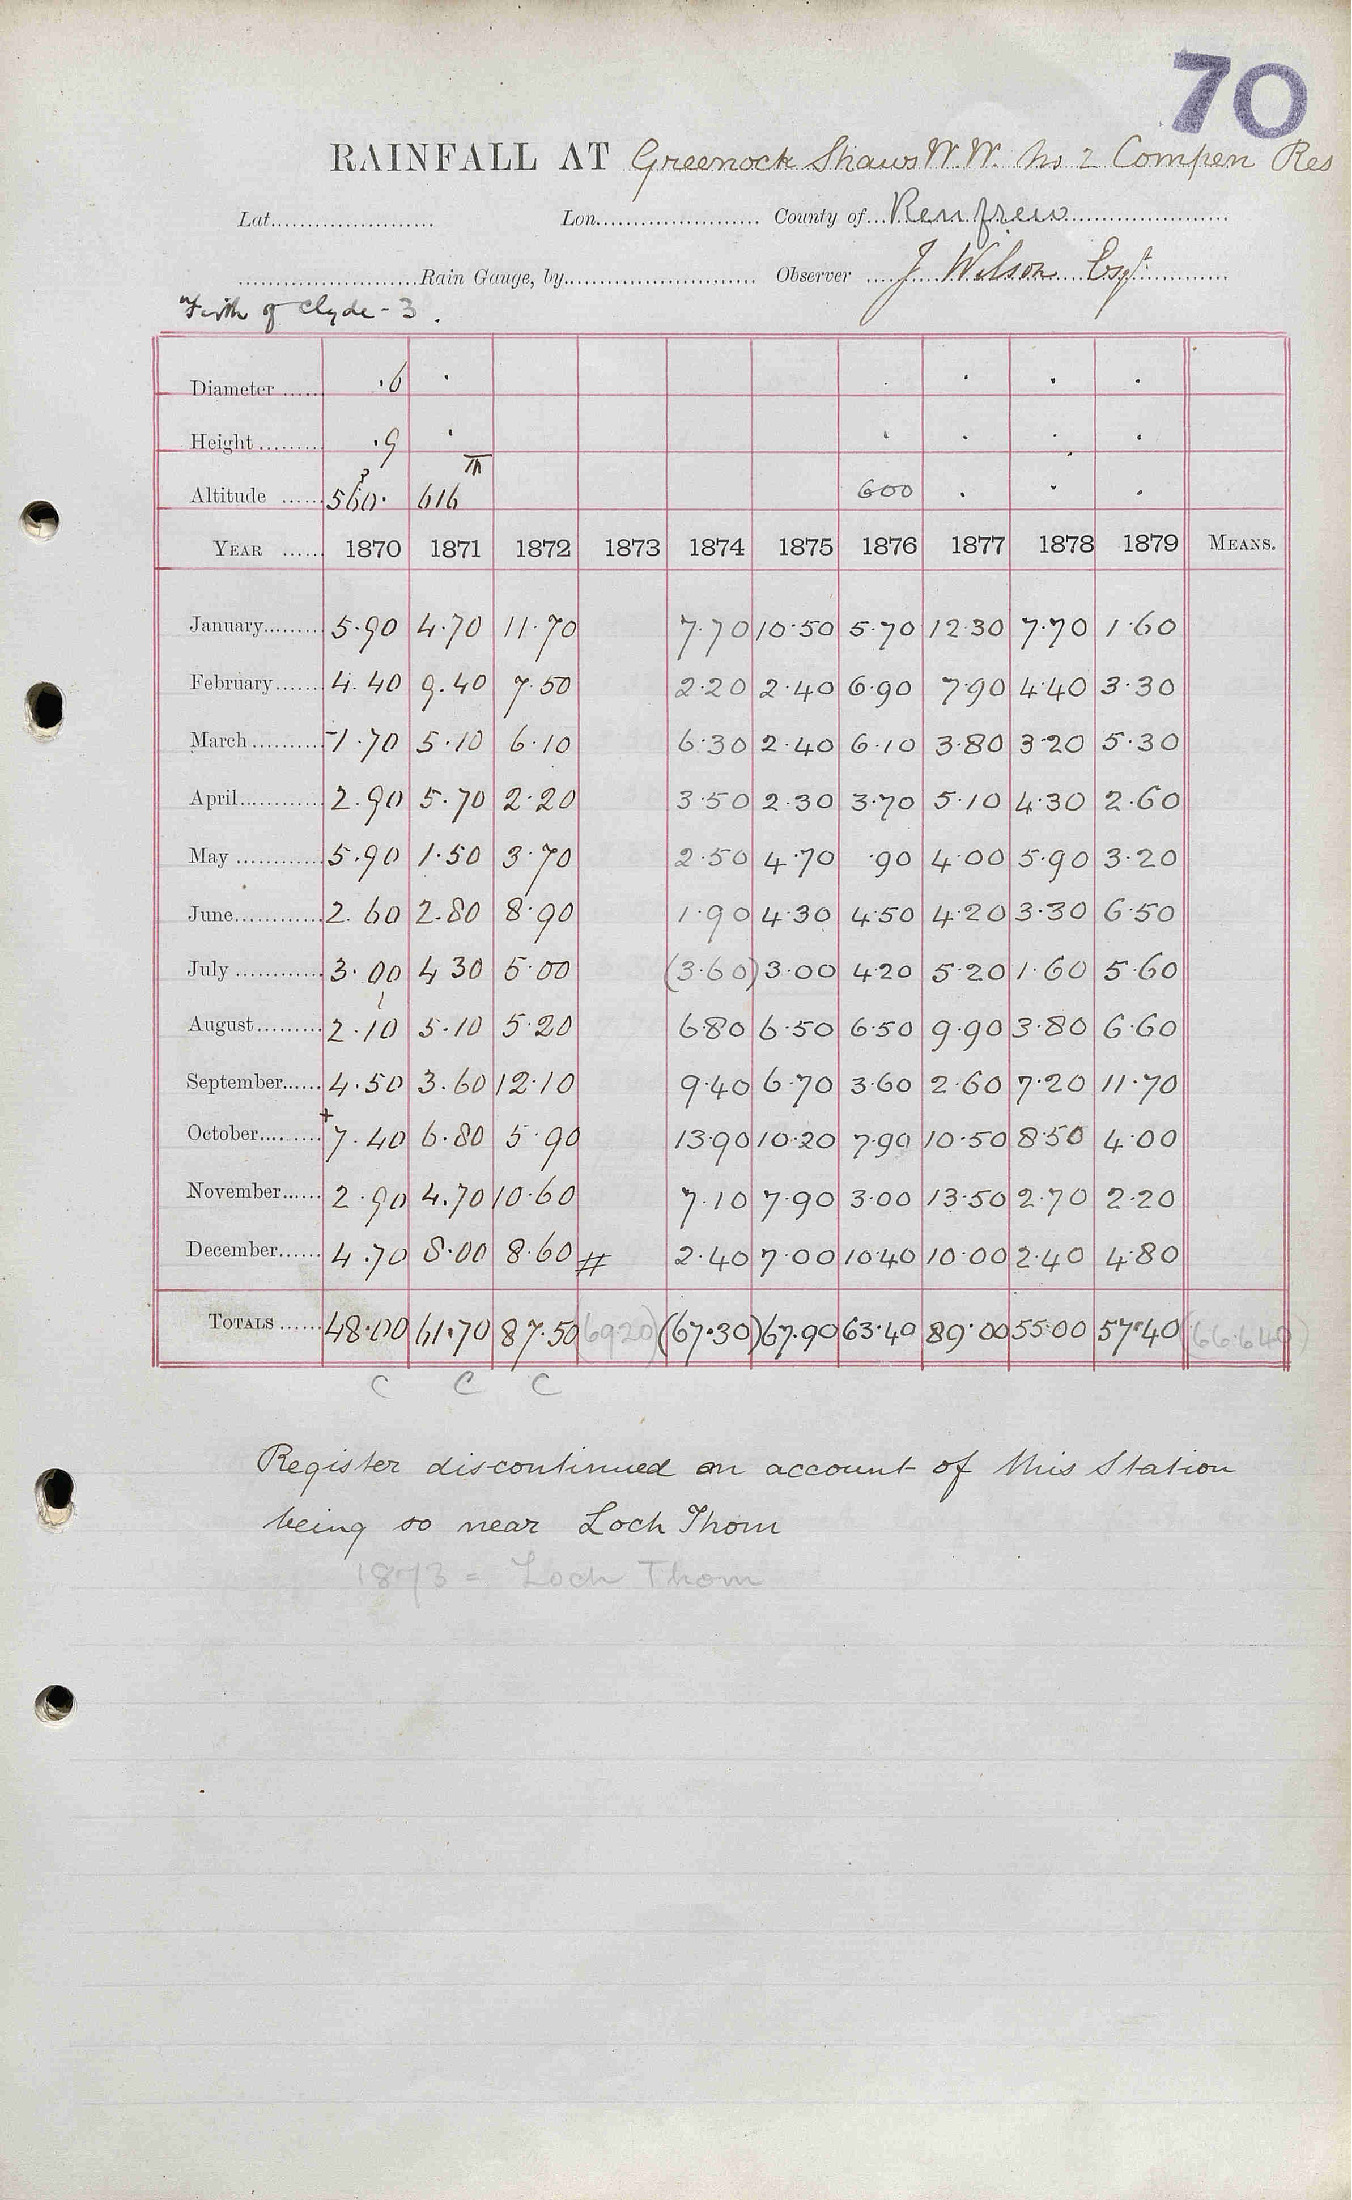 70
RAINFALL AT Greenock Shaws W.W. No 2 Compen Res
Lat. Lon. County of Renfrew
Rain Gauge, by Observer J. Wilson Esqr
Firth of Clyde - 3.
Diameter ·6 ·
Height ·9 ·
Altitude 560· 616 600
YEAR 1870 1871 1872 1873 1874 1875 1876 1877 1878 1879 MEANS.
January 5·90 4·70 11·70 7·70 10·50 5·70 12·30 7·70 1·60
February 4·40 9·40 7·50 2·20 2·40 6·90 7·90 4·40 3·30
March 1·70 5·10 6·10 6·30 2·40 6·10 3·80 3·20 5·30
April 2·90 5·70 2·20 3·50 2·30 3·70 5·10 4·30 2·60
May 5·90 1·50 3·70 2·50 4·70 ·90 4·00 5·90 3·20
June 2·60 2·80 8·90 1·90 4·30 4·50 4·20 3·30 6·50
July 3·00 4·30 5·00 (3·60) 3·00 4·20 5·20 1·60 5·60
August 2·10 5·10 5·20 6·80 6·50 6·50 9·90 3·80 6·60
September 4·50 3·60 12·10 9·40 6·70 3·60 2·60 7·20 11·70
October 7·40 6·80 5·90 13·90 10·20 7·90 10·50 8·50 4·00
November 2·90 4·70 10·60 7·10 7·90 3·00 13·50 2·70 2·20
December 4·70 8·00 8·60 # 2·40 7·00 10·40 10·00 2·40 4·80
TOTALS 48·00 61·70 87·50 (69·20) (67·30) 67·90 63·40 89·00 55·00 57·40 (66·640)
C C C
Register discontinued on account of this Station
being so near Loch Thom
1873 = Loch Thom